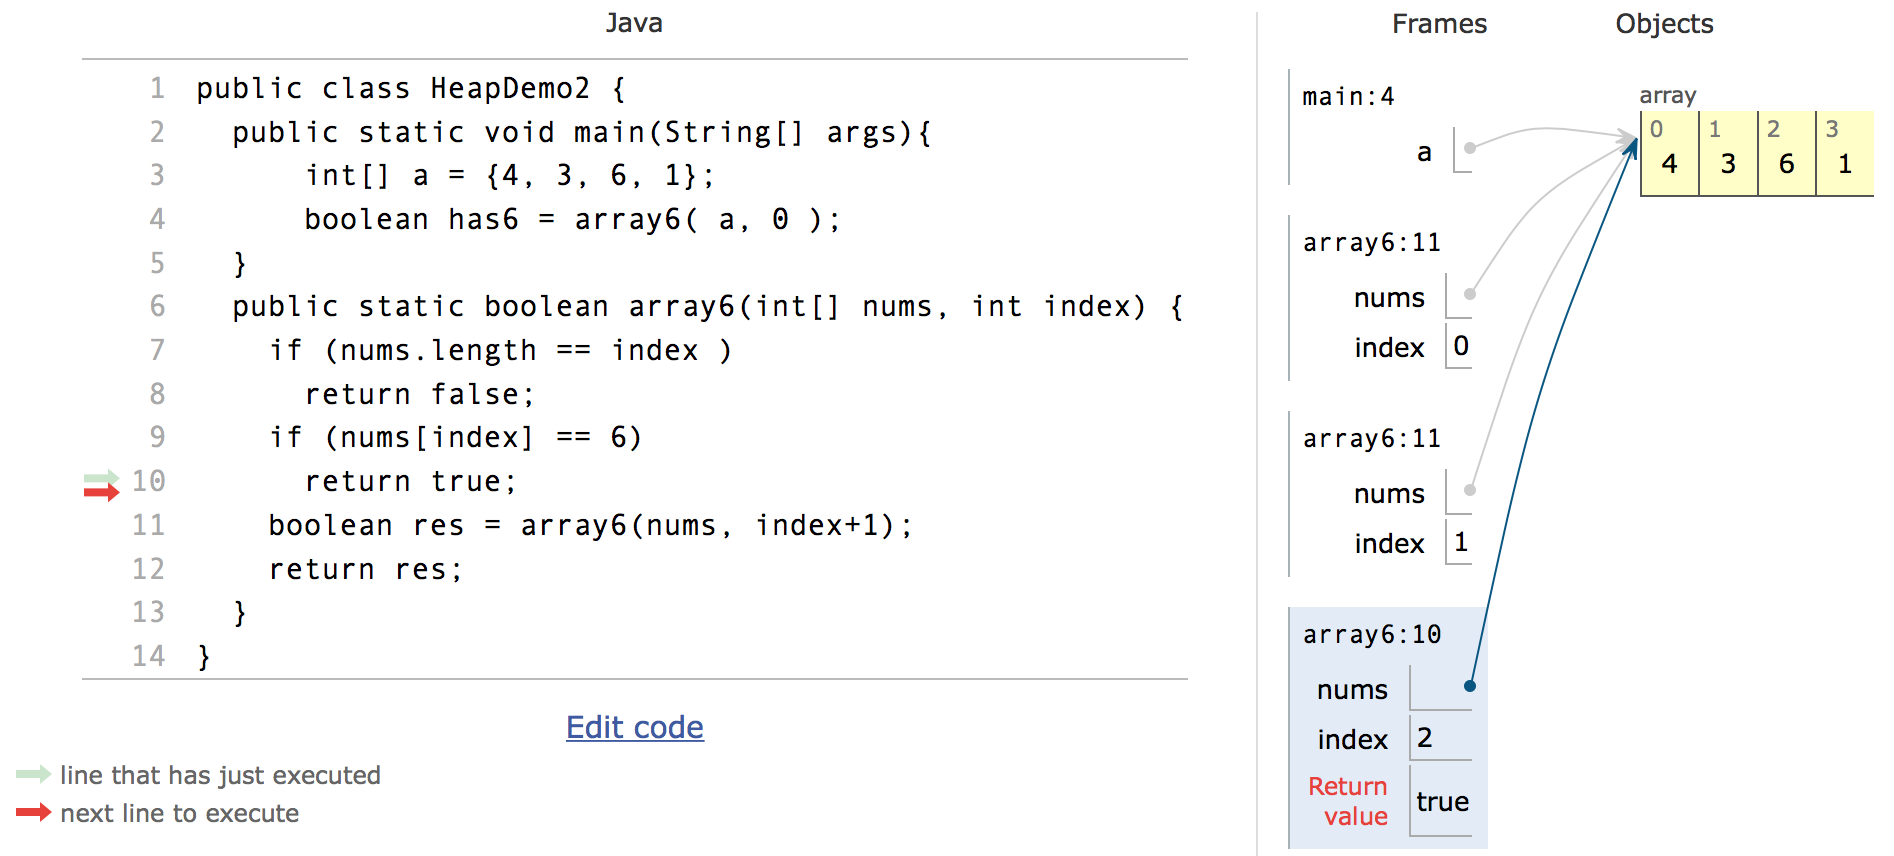 Java
1 public class HeapDemo2 {
2 public static void main(String[] args){
3 int[] a = {4, 3, 6, 1};
4 boolean has6 = array6( a, 0 );
5 }
6 public static boolean array6(int[] nums, int index) {
7 if (nums.length == index )
8 return false;
9 if (nums[index] == 6)
10 return true;
11 boolean res = array6(nums, index+1);
12 return res;
13 }
14 }
Edit code
line that has just executed
next line to execute
Frames
Objects
main:4
a
array
0 1 2 3
4 3 6 1
array6:11
nums
index 0
array6:11
nums
index 1
array6:10
nums
index 2
Return
value true